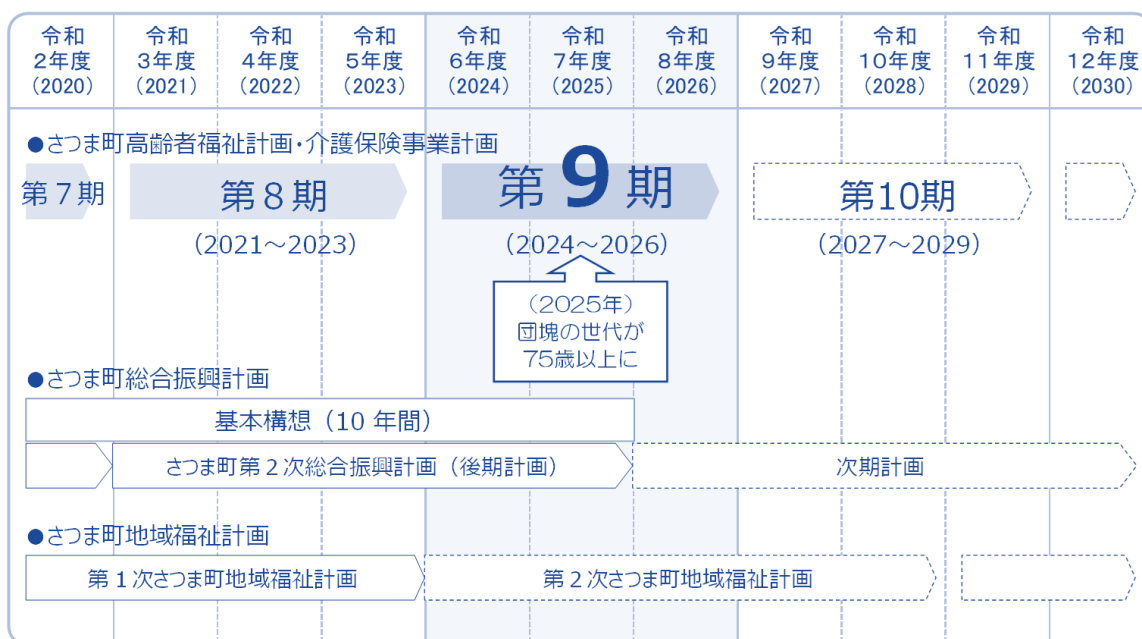 令和 令和 令和 令和 令和 令和 令和 令和 令和 令和 令和
2年度 3年度 4年度 5年度 6年度 7年度 8年度 9年度 10年度 11年度 12年度
(2020) (2021) (2022) (2023) (2024) (2025) (2026) (2027) (2028) (2029) (2030)
●さつま町高齢者福祉計画・介護保険事業計画
第7期 第8期 第9期 第10期
(2021～2023) (2024～2026) (2027～2029)
(2025年)
団塊の世代が
75歳以上に
●さつま町総合振興計画
基本構想（10 年間）
さつま町第2次総合振興計画（後期計画） 次期計画
●さつま町地域福祉計画
第1次さつま町地域福祉計画 第2次さつま町地域福祉計画